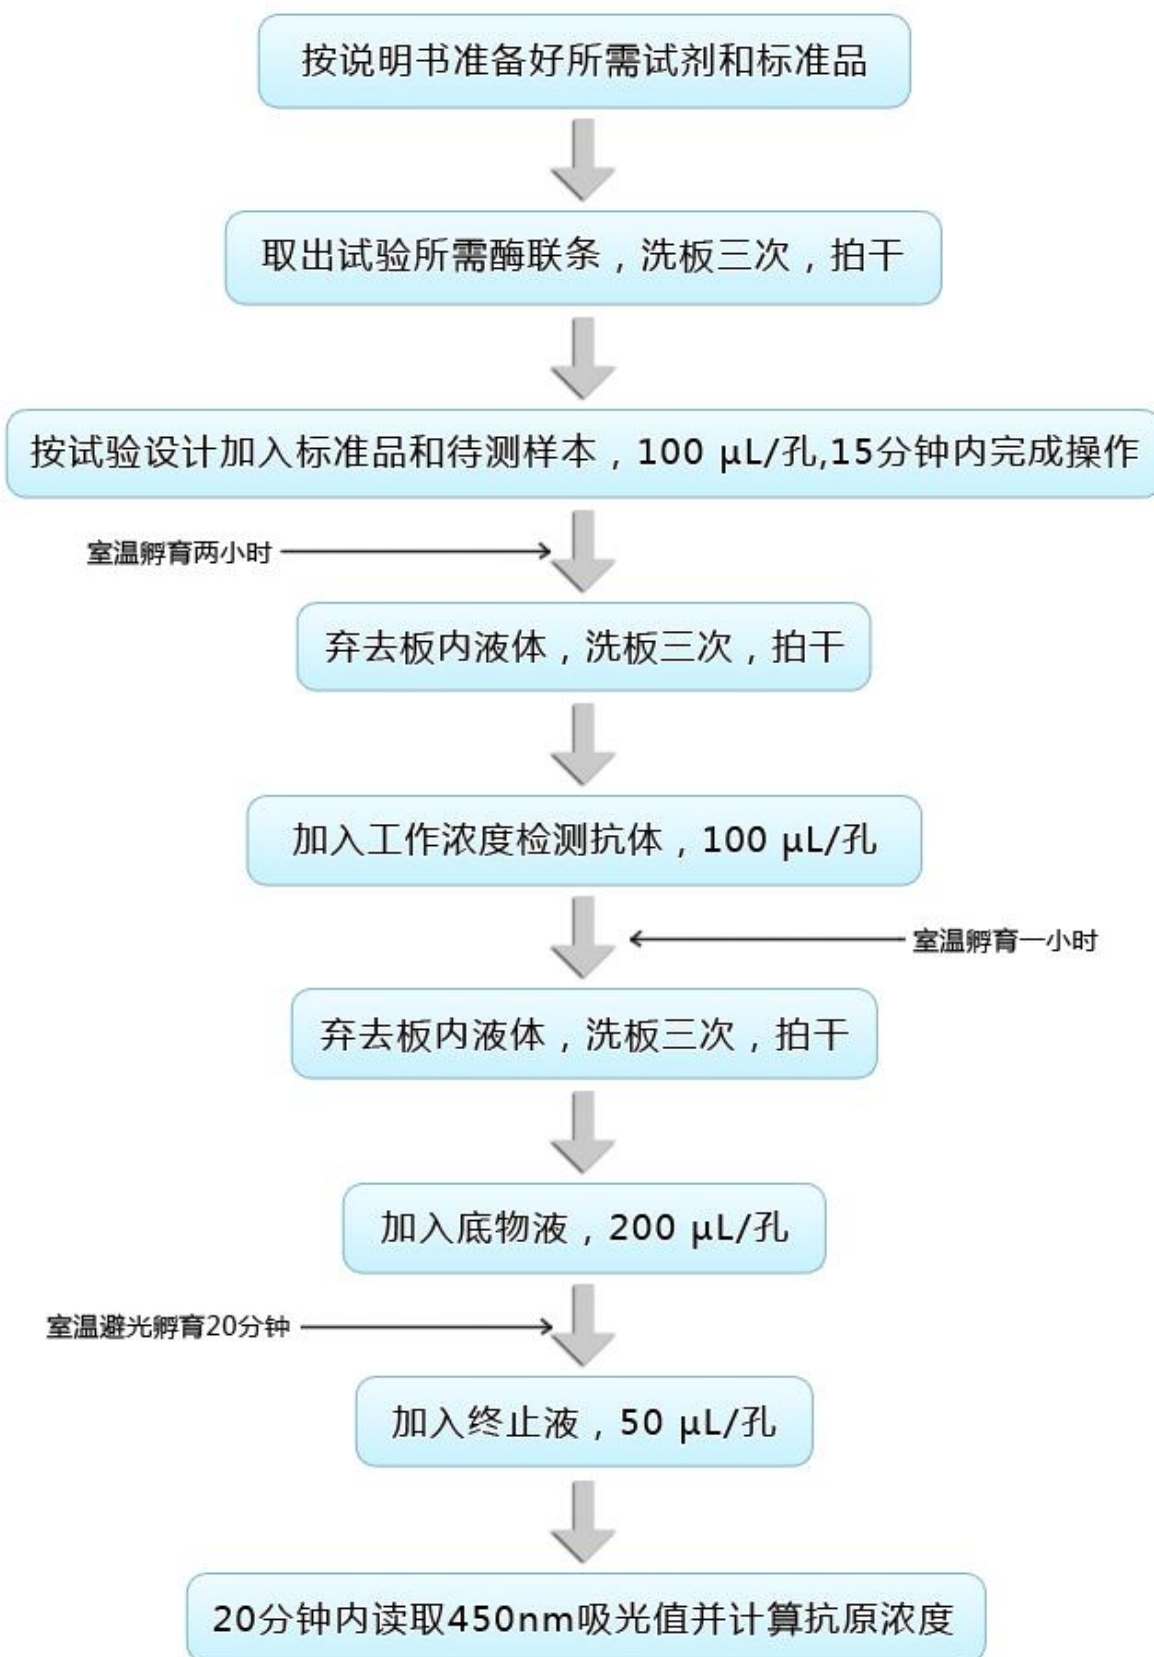 按说明书准备好所需试剂和标准品
取出试验所需酶联条，洗板三次，拍干
按试验设计加入标准品和待测样本，100 μL/孔,15分钟内完成操作
室温孵育两小时
弃去板内液体，洗板三次，拍干
加入工作浓度检测抗体，100 μL/孔
室温孵育一小时
弃去板内液体，洗板三次，拍干
加入底物液，200 μL/孔
室温避光孵育20分钟
加入终止液，50 μL/孔
20分钟内读取450nm吸光值并计算抗原浓度